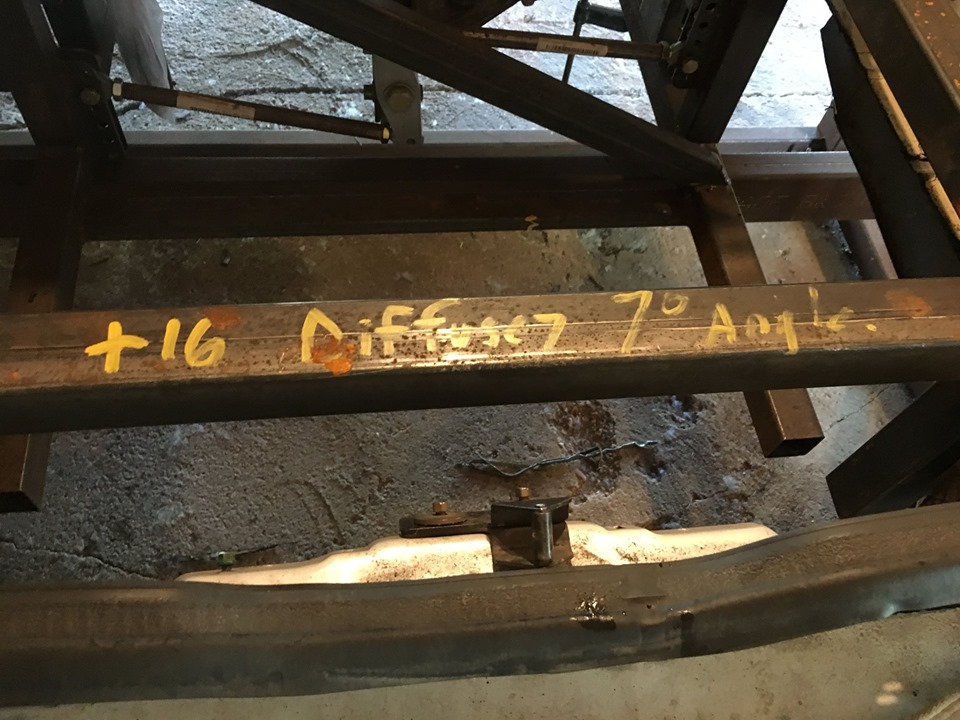 +16 Diffuser 7° Angle.